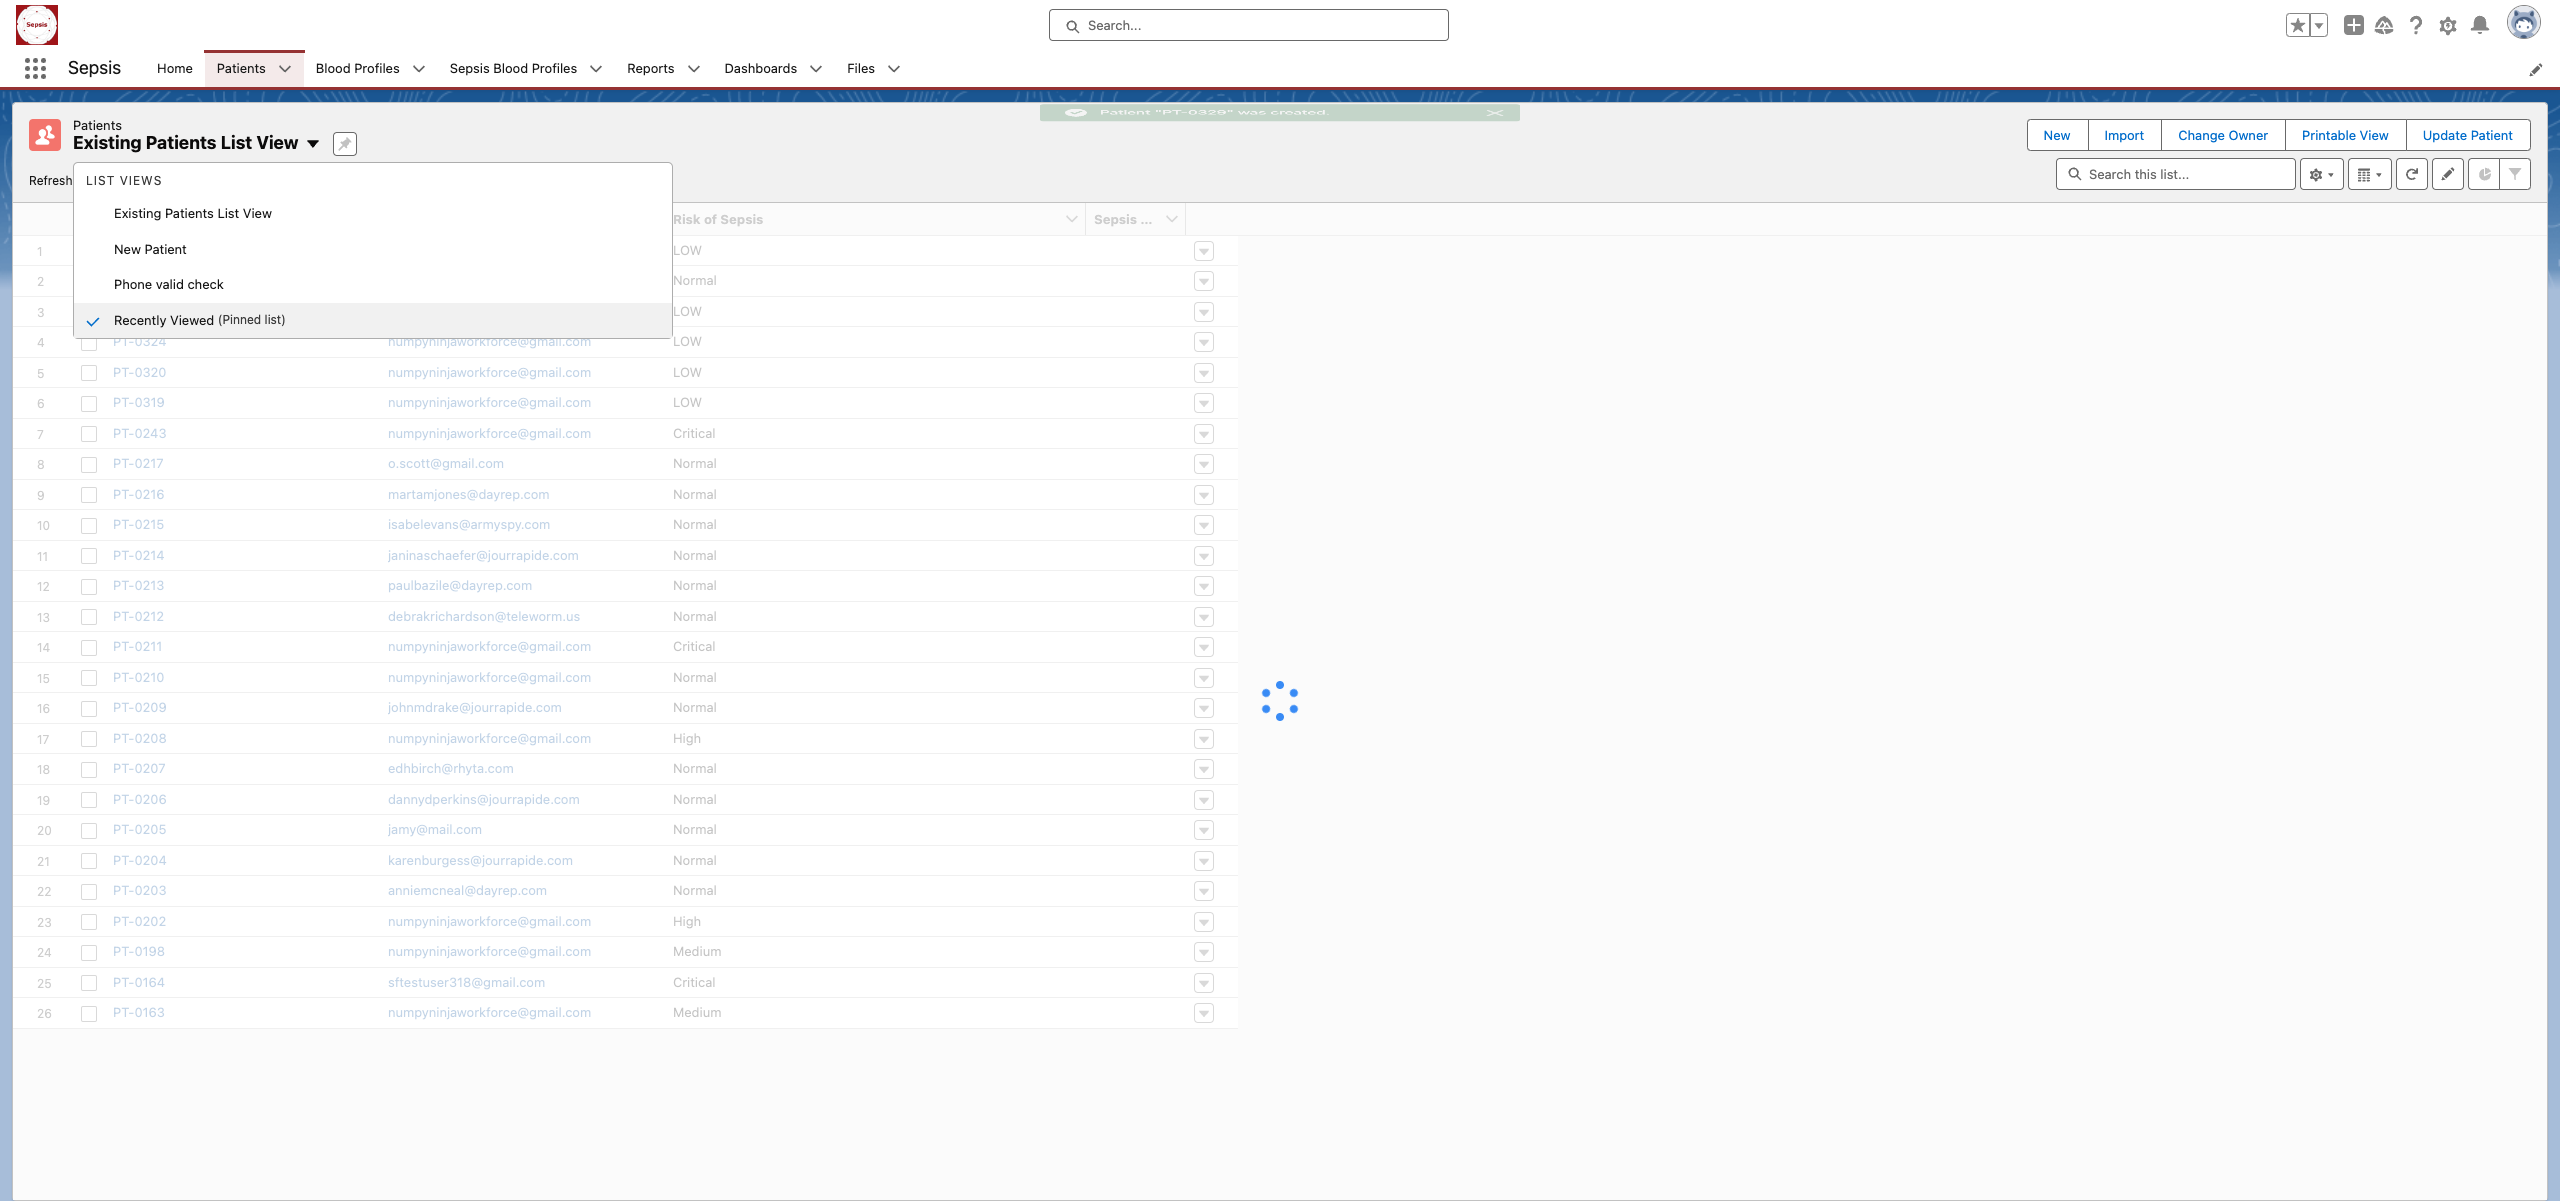 Sepsis
Search...
Sepsis
Home
Patients
Blood Profiles
Sepsis Blood Profiles
Reports
Dashboards
Files
Patient "PT-0329" was created.
Patients
Existing Patients List View
New
Import
Change Owner
Printable View
Update Patient
Refresh
Search this list...
LIST VIEWS
Existing Patients List View
New Patient
Phone valid check
Recently Viewed (Pinned list)
Risk of Sepsis
Sepsis ...
1 LOW
2 Normal
3 LOW
4 PT-0324 numpyninjaworkforce@gmail.com LOW
5 PT-0320 numpyninjaworkforce@gmail.com LOW
6 PT-0319 numpyninjaworkforce@gmail.com LOW
7 PT-0243 numpyninjaworkforce@gmail.com Critical
8 PT-0217 o.scott@gmail.com Normal
9 PT-0216 martamjones@dayrep.com Normal
10 PT-0215 isabelevans@armyspy.com Normal
11 PT-0214 janinaschaefer@jourrapide.com Normal
12 PT-0213 paulbazile@dayrep.com Normal
13 PT-0212 debrakrichardson@teleworm.us Normal
14 PT-0211 numpyninjaworkforce@gmail.com Critical
15 PT-0210 numpyninjaworkforce@gmail.com Normal
16 PT-0209 johnmdrake@jourrapide.com Normal
17 PT-0208 numpyninjaworkforce@gmail.com High
18 PT-0207 edhbirch@rhyta.com Normal
19 PT-0206 dannydperkins@jourrapide.com Normal
20 PT-0205 jamy@mail.com Normal
21 PT-0204 karenburgess@jourrapide.com Normal
22 PT-0203 anniemcneal@dayrep.com Normal
23 PT-0202 numpyninjaworkforce@gmail.com High
24 PT-0198 numpyninjaworkforce@gmail.com Medium
25 PT-0164 sftestuser318@gmail.com Critical
26 PT-0163 numpyninjaworkforce@gmail.com Medium